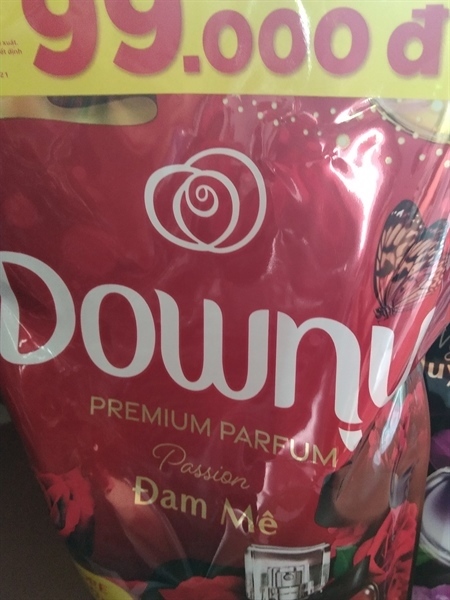 99.000 đ
Downy
PREMIUM PARFUM
Passion
Đam Mê